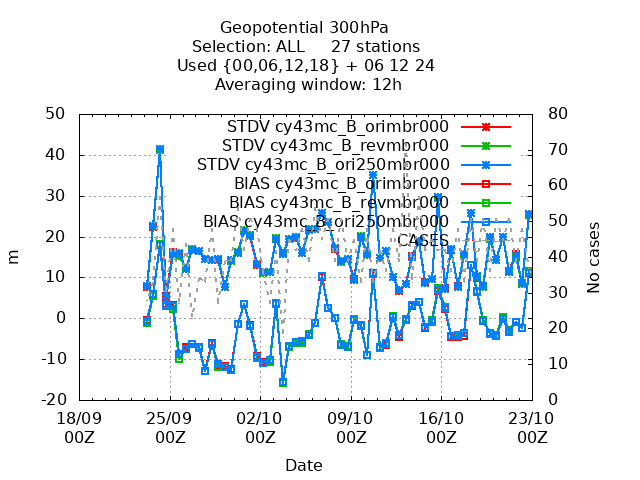 Geopotential 300hPa
Selection: ALL     27 stations
Used {00,06,12,18} + 06 12 24
Averaging window: 12h
50 80
STDV cy43mc_B_orimbr000
STDV cy43mc_B_revmbr000
40 70
STDV cy43mc_B_ori250mbr000
BIAS cy43mc_B_orimbr000
30 60
BIAS cy43mc_B_revmbr000
BIAS cy43mc_B_ori250mbr000
50
20
CASES
40
10
30
0
20
-10
10
-20 0
m
No cases
18/09 25/09 02/10 09/10 16/10 23/10
00Z 00Z 00Z 00Z 00Z 00Z
Date